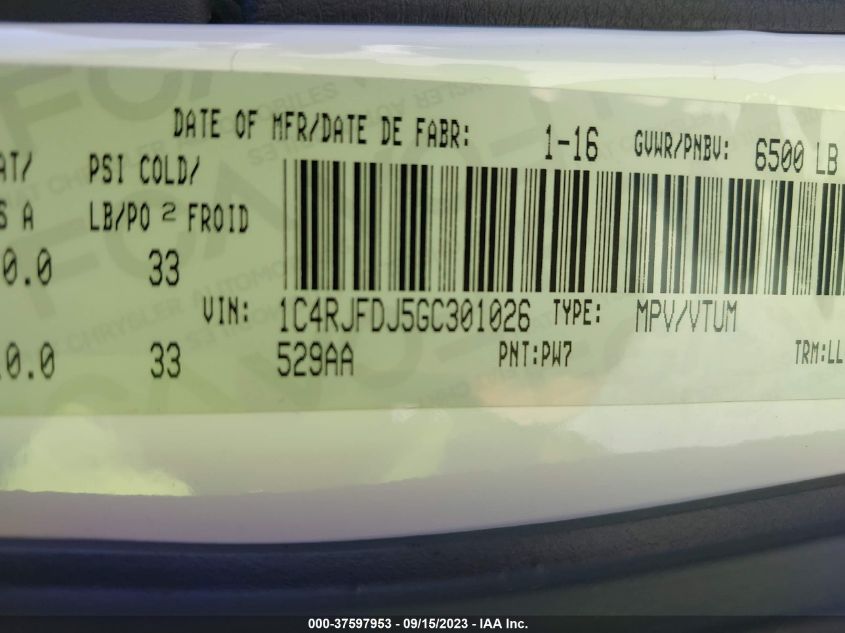 DATE OF MFR/DATE DE FABR: 1-16 GVWR/PNBV: 6500 LB
AT/ PSI COLD/
S A LB/PO 2 FROID
0.0 33
VIN: 1C4RJFDJ5GC301026 TYPE: MPV/VTUM
0.0 33 529AA PNT:PW7 TRM:LL
000-37597953 - 09/15/2023 - IAA Inc.